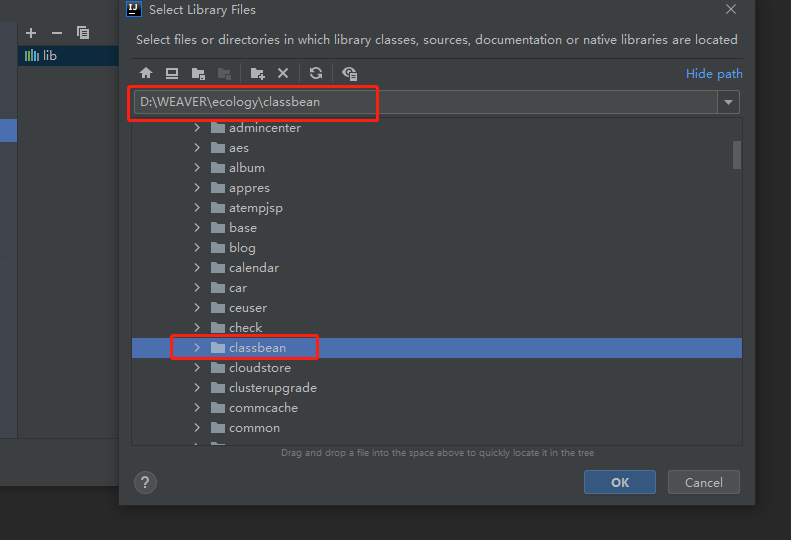 Select Library Files
Select files or directories in which library classes, sources, documentation or native libraries are located
lib
Hide path
D:\WEAVER\ecology\classbean
admincenter
aes
album
appres
atempjsp
base
blog
calendar
car
ceuser
check
classbean
cloudstore
clusterupgrade
commcache
common
Drag and drop a file into the space above to quickly locate it in the tree
?
OK
Cancel